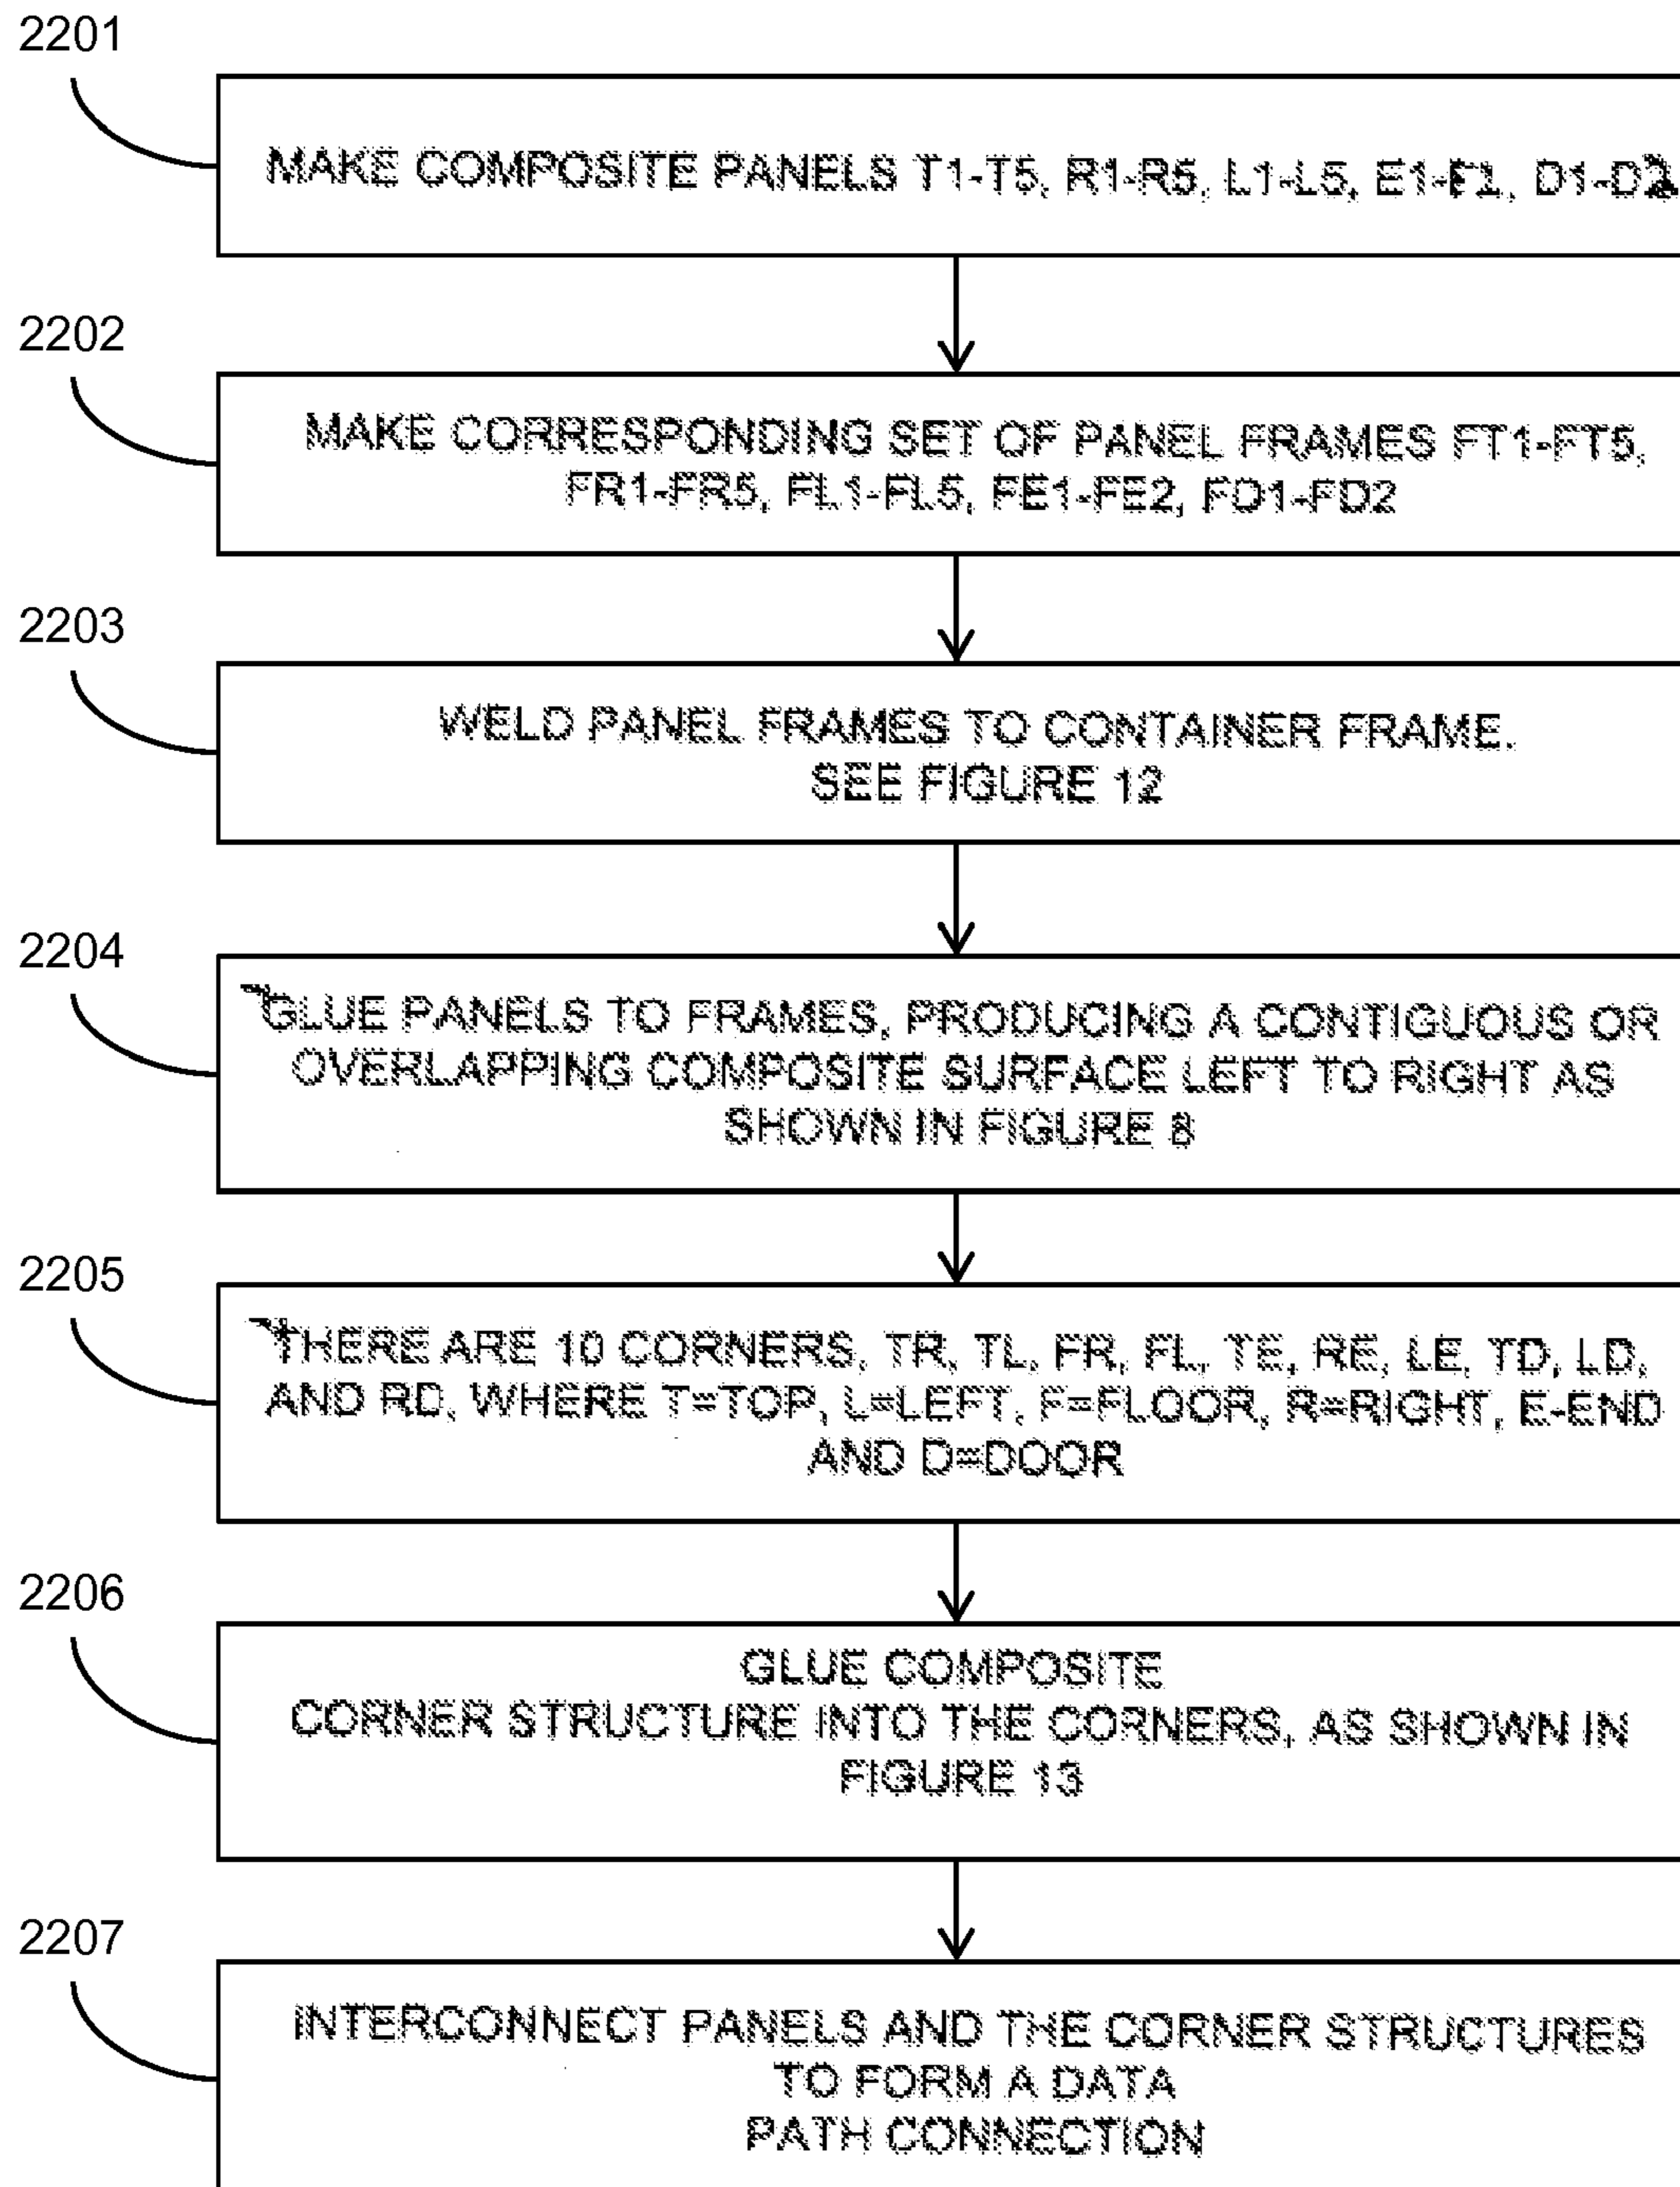 2201
MAKE COMPOSITE PANELS T1-T5, R1-R5, L1-L5, E1-E1, D1-D2
2202
MAKE CORRESPONDING SET OF PANEL FRAMES FT1-FT5,
FR1-FR5, FL1-FL5, FE1-FE2, FD1-FD2
2203
WELD PANEL FRAMES TO CONTAINER FRAME.
SEE FIGURE 12
2204
GLUE PANELS TO FRAMES, PRODUCING A CONTIGUOUS OR
OVERLAPPING COMPOSITE SURFACE LEFT TO RIGHT AS
SHOWN IN FIGURE 8
2205
THERE ARE 10 CORNERS, TR, TL, FR, FL, TE, RE, LE, TD, LD,
AND RD, WHERE T=TOP, L=LEFT, F=FLOOR, R=RIGHT, E-END
AND D=DOOR
2206
GLUE COMPOSITE
CORNER STRUCTURE INTO THE CORNERS, AS SHOWN IN
FIGURE 13
2207
INTERCONNECT PANELS AND THE CORNER STRUCTURES
TO FORM A DATA
PATH CONNECTION